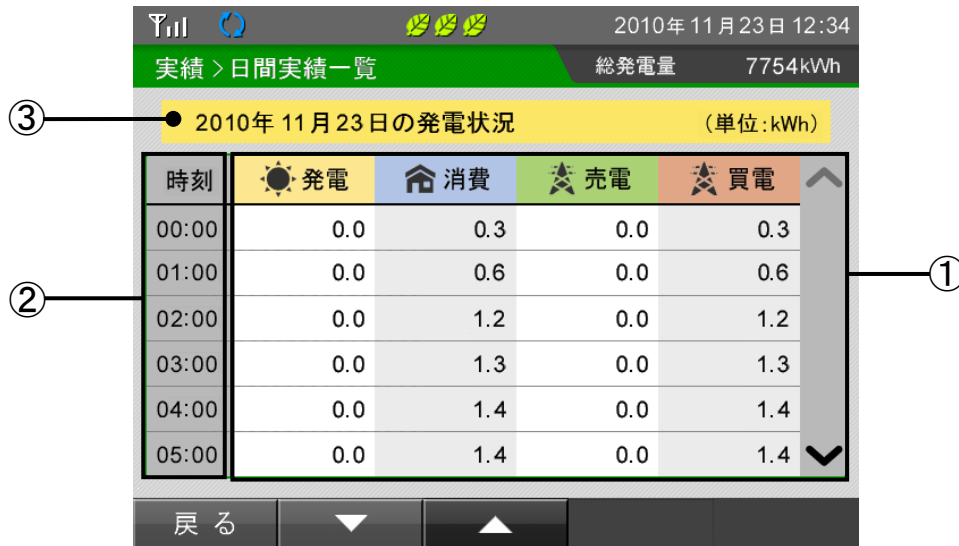 2010年11月23日 12:34
実績>日間実績一覧 総発電量 7754kWh
③ 2010年11月23日の発電状況 (単位:kWh)
時刻 発電 消費 売電 買電
00:00 0.0 0.3 0.0 0.3
01:00 0.0 0.6 0.0 0.6
①
②
02:00 0.0 1.2 0.0 1.2
03:00 0.0 1.3 0.0 1.3
04:00 0.0 1.4 0.0 1.4
05:00 0.0 1.4 0.0 1.4
戻る